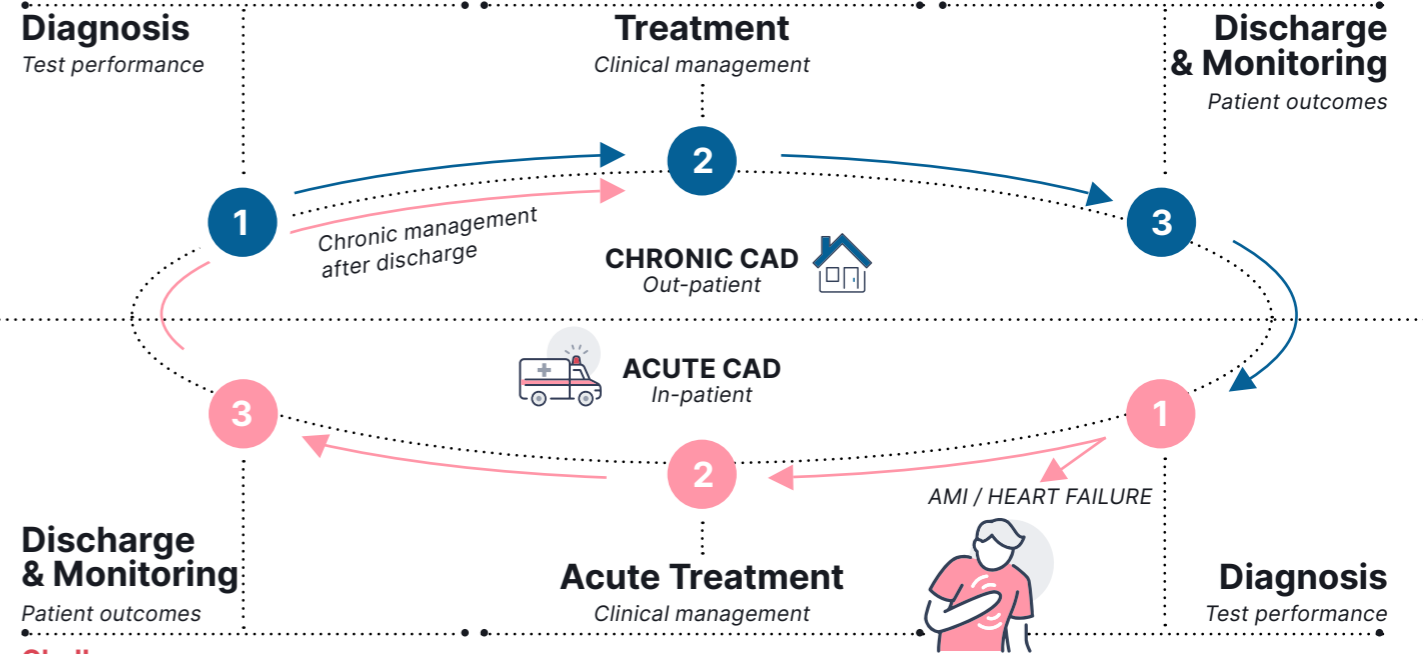 Diagnosis
Test performance
Treatment
Clinical management
Discharge
& Monitoring
Patient outcomes
1
2
3
Chronic management
after discharge
CHRONIC CAD
Out-patient
ACUTE CAD
In-patient
3
2
1
AMI / HEART FAILURE
Discharge
& Monitoring
Patient outcomes
Acute Treatment
Clinical management
Diagnosis
Test performance